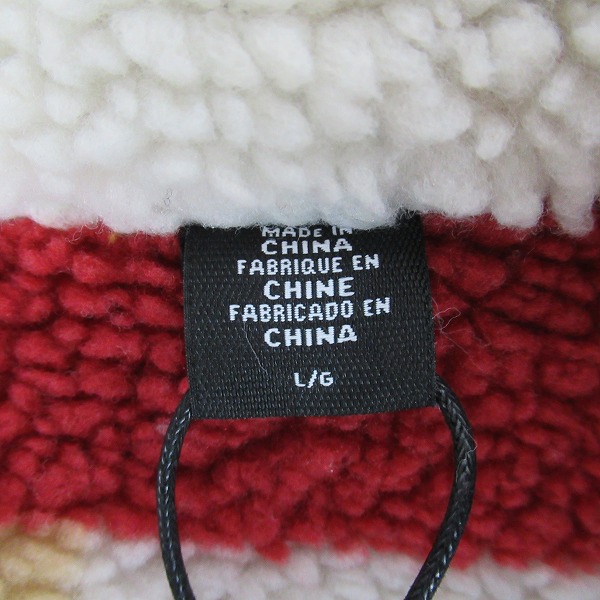 MADE IN
CHINA
FABRIQUE EN
CHINE
FABRICADO EN
CHINA
L/G